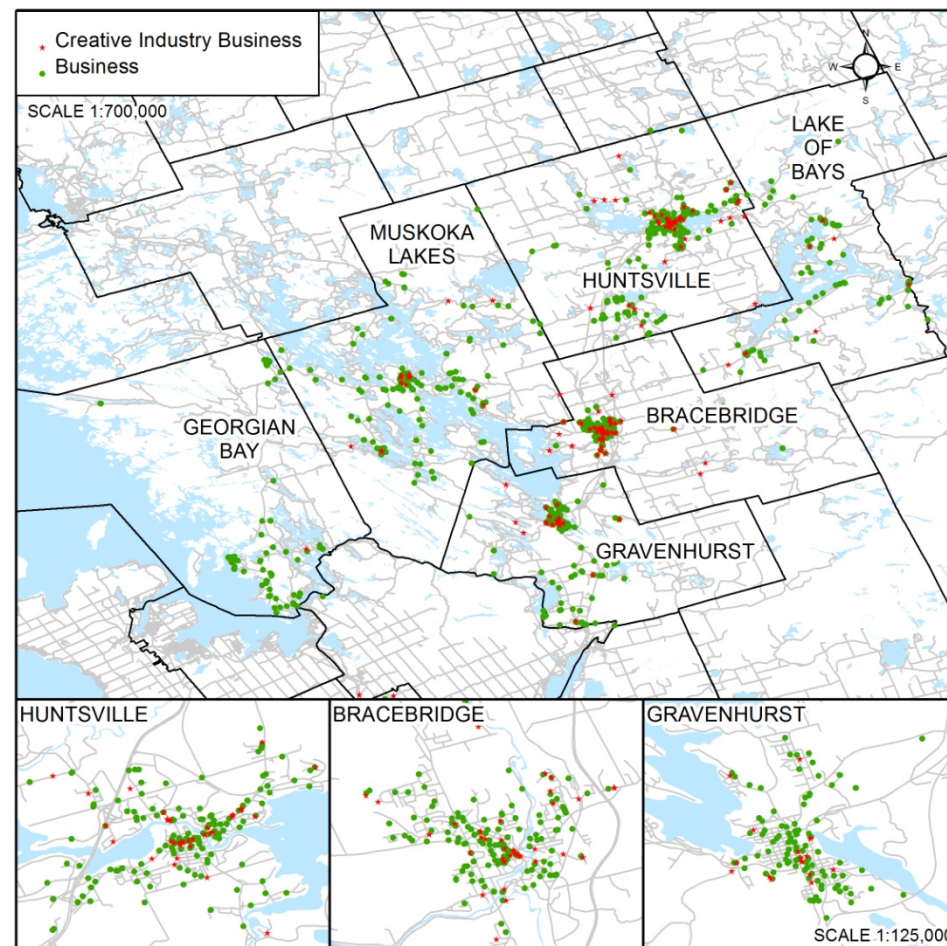 Creative Industry Business
Business
SCALE 1:700,000
N
W
E
S
LAKE
OF
BAYS
MUSKOKA
LAKES
HUNTSVILLE
GEORGIAN
BAY
BRACEBRIDGE
GRAVENHURST
HUNTSVILLE
BRACEBRIDGE
GRAVENHURST
SCALE 1:125,000